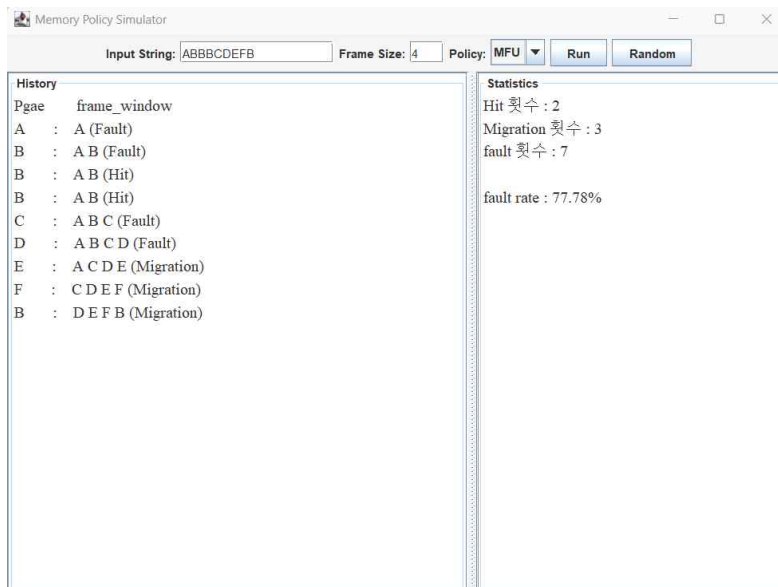 Memory Policy Simulator
Input String: ABBBCDEFB Frame Size: 4 Policy: MFU Run Random
History
Pgae frame_window
A : A (Fault)
B : A B (Fault)
B : A B (Hit)
B : A B (Hit)
C : A B C (Fault)
D : A B C D (Fault)
E : A C D E (Migration)
F : C D E F (Migration)
B : D E F B (Migration)
Statistics
Hit 횟수 : 2
Migration 횟수 : 3
fault 횟수 : 7
fault rate : 77.78%